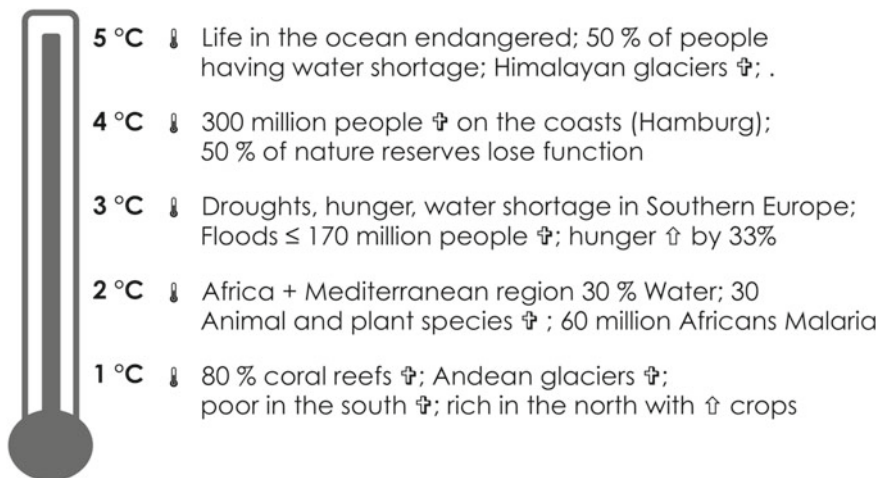 5 °C 🌡 Life in the ocean endangered; 50 % of people
having water shortage; Himalayan glaciers ✞; .
4 °C 🌡 300 million people ✞ on the coasts (Hamburg);
50 % of nature reserves lose function
3 °C 🌡 Droughts, hunger, water shortage in Southern Europe;
Floods ≤ 170 million people ✞; hunger ⇧ by 33%
2 °C 🌡 Africa + Mediterranean region 30 % Water; 30
Animal and plant species ✞ ; 60 million Africans Malaria
1 °C 🌡 80 % coral reefs ✞; Andean glaciers ✞;
poor in the south ✞; rich in the north with ⇧ crops